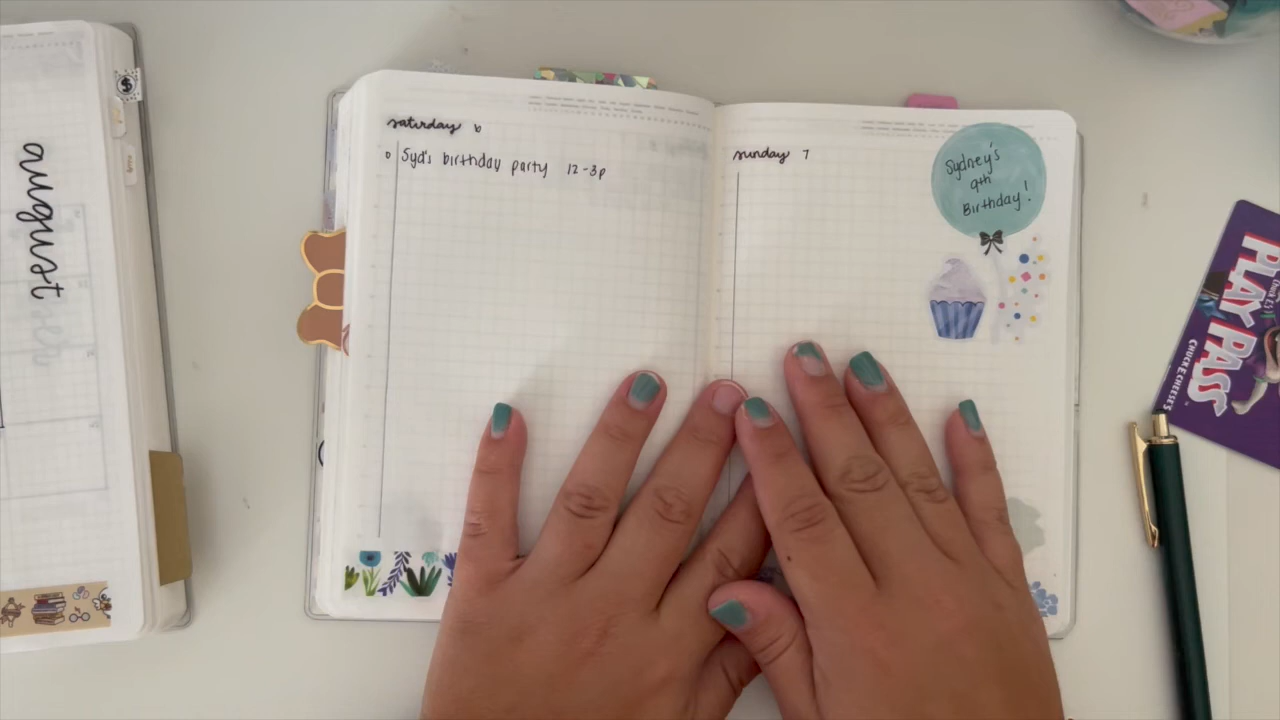 august
saturday 6
Syd's birthday party 12-3p
sunday 7
Sydney's
9th
Birthday!
PLAY PASS
CHUCK E. CHEESE'S